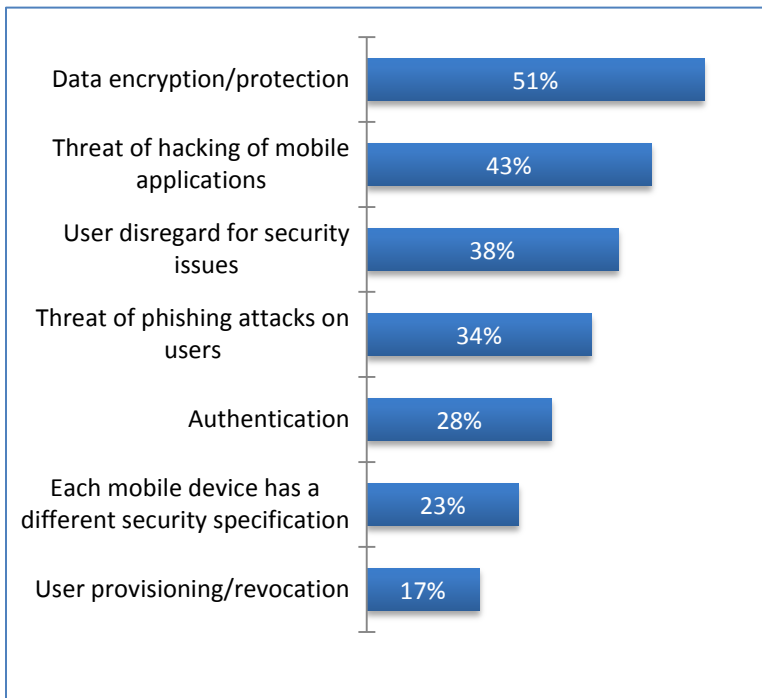 Data encryption/protection
51%
Threat of hacking of mobile
applications
43%
User disregard for security
issues
38%
Threat of phishing attacks on
users
34%
Authentication
28%
Each mobile device has a
different security specification
23%
User provisioning/revocation
17%